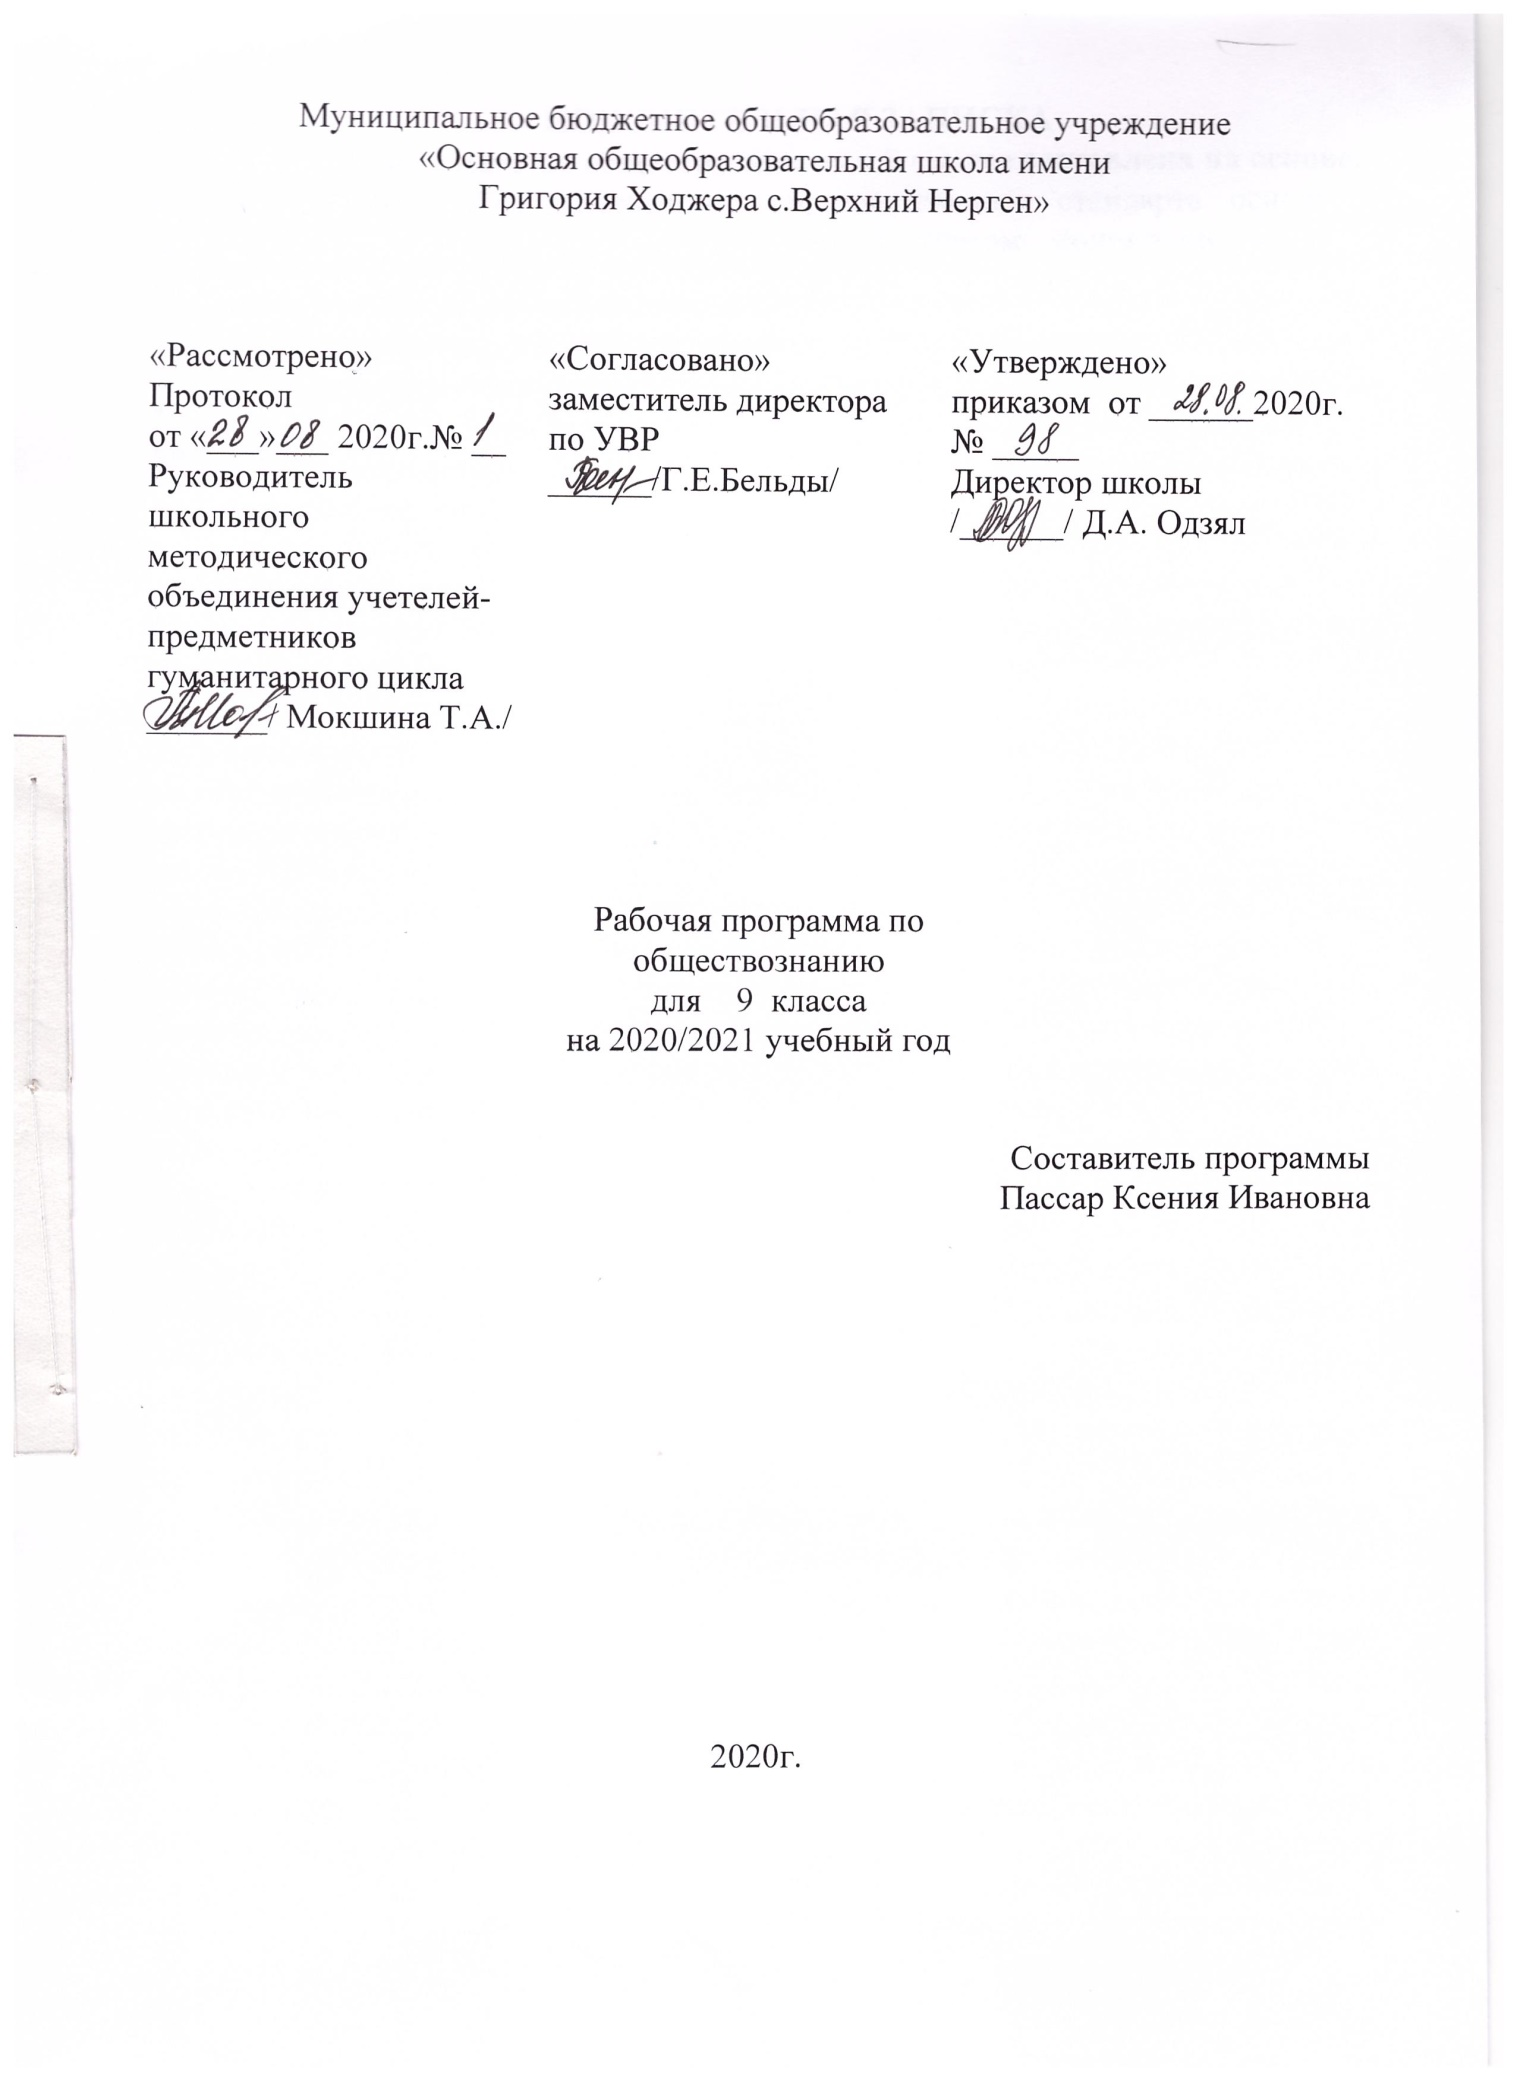 Муниципальное бюджетное общеобразовательное учреждение
«Основная общеобразовательная школа имени
Григория Ходжера с.Верхний Нерген»
«Рассмотрено»
Протокол
от «28»08 2020г.№ 1
Руководитель
школьного
методического
объединения учетелей-
предметников
гуманитарного цикла
/ Мокшина Т.А./
«Согласовано»
заместитель директора
по УВР
/Г.Е.Бельды/
«Утверждено»
приказом от 28.08.2020г.
№ 98
Директор школы
/ / Д.А. Одзял
Рабочая программа по
обществознанию
для 9 класса
на 2020/2021 учебный год
Составитель программы
Пассар Ксения Ивановна
2020г.